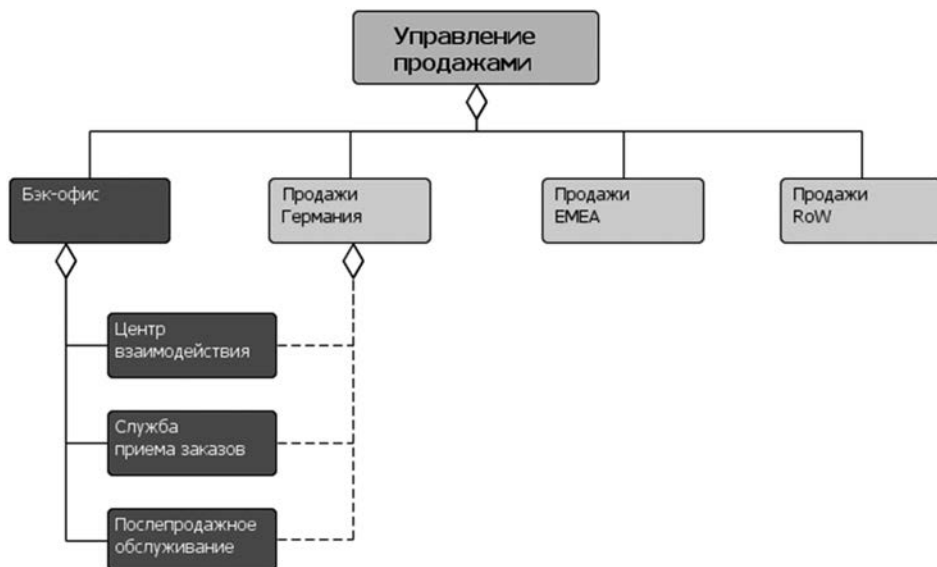 Управление
продажами
Бэк-офис
Продажи
Германия
Продажи
EMEA
Продажи
RoW
Центр
взаимодействия
Служба
приема заказов
Послепродажное
обслуживание